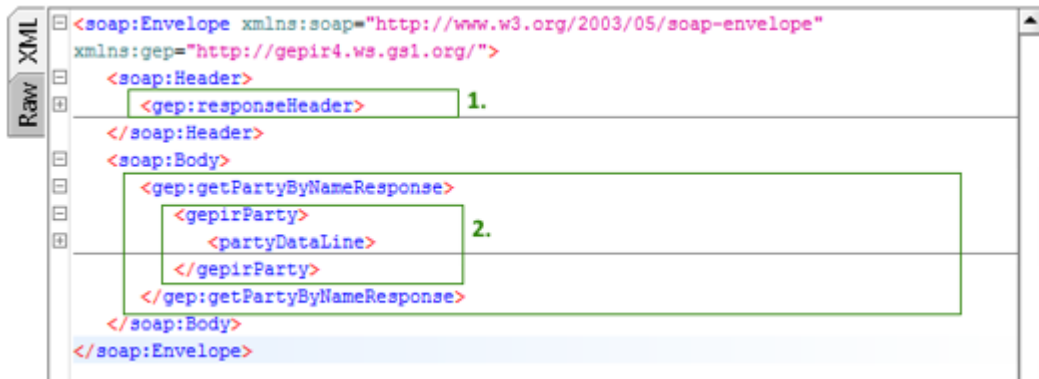 XML
Raw
<soap:Envelope xmlns:soap="http://www.w3.org/2003/05/soap-envelope"
xmlns:gep="http://gepir4.ws.gs1.org/">
<soap:Header>
<gep:responseHeader>
1.
</soap:Header>
<soap:Body>
<gep:getPartyByNameResponse>
<gepirParty>
<partyDataLine>
2.
</gepirParty>
</gep:getPartyByNameResponse>
</soap:Body>
</soap:Envelope>